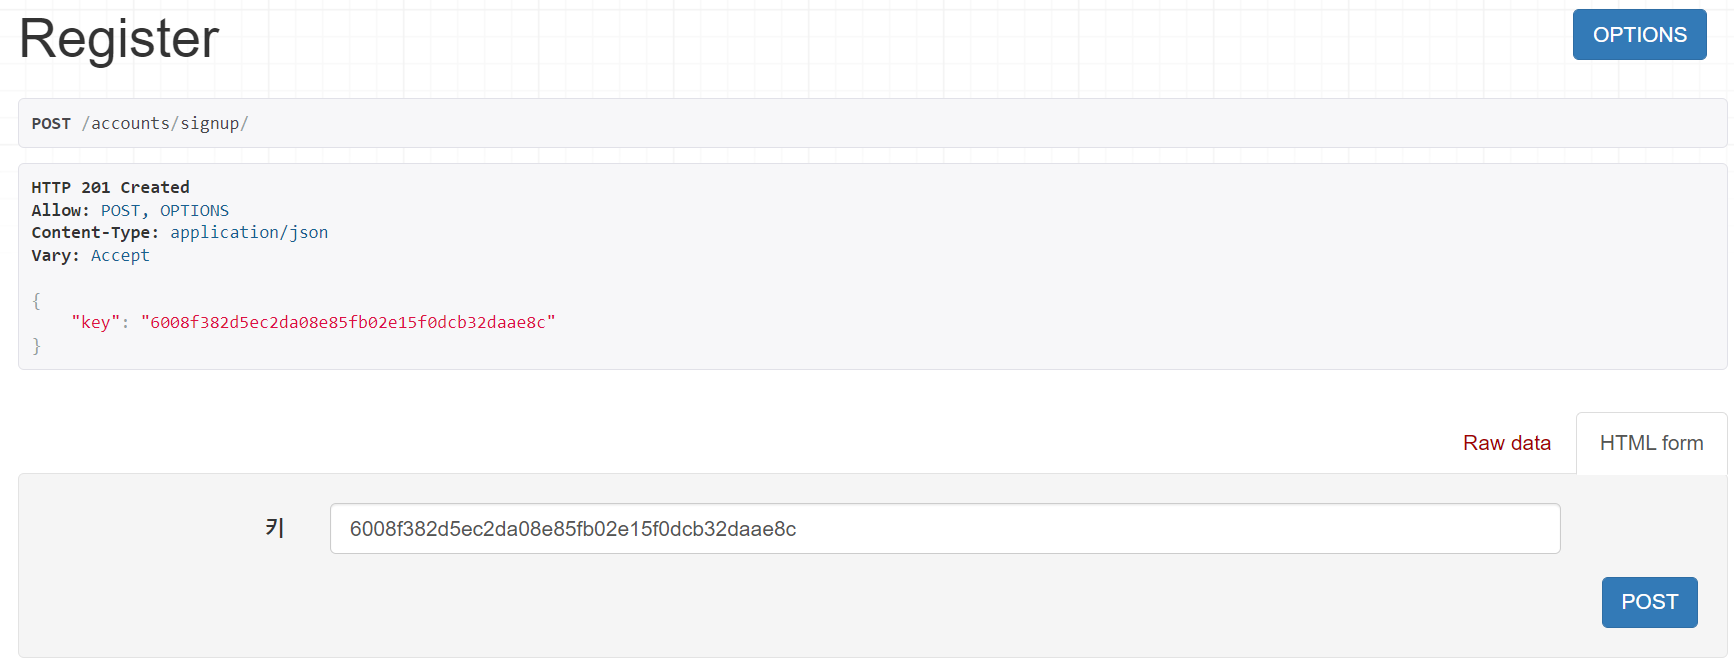 Register
OPTIONS
POST /accounts/signup/
HTTP 201 Created
Allow: POST, OPTIONS
Content-Type: application/json
Vary: Accept
{
"key": "6008f382d5ec2da08e85fb02e15f0dcb32daae8c"
}
Raw data
HTML form
키
6008f382d5ec2da08e85fb02e15f0dcb32daae8c
POST